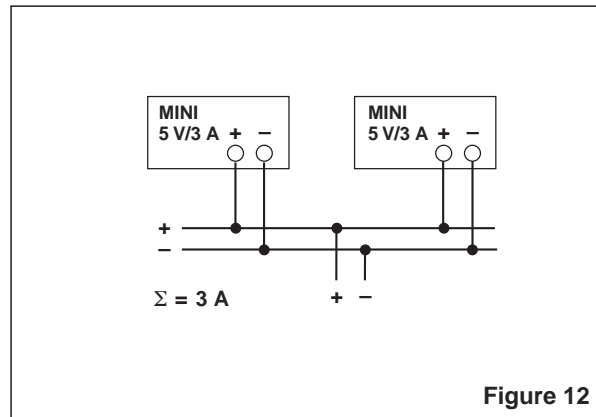 MINI
5 V/3 A + −
MINI
5 V/3 A + −
+
−
Σ = 3 A
+ −
Figure 12